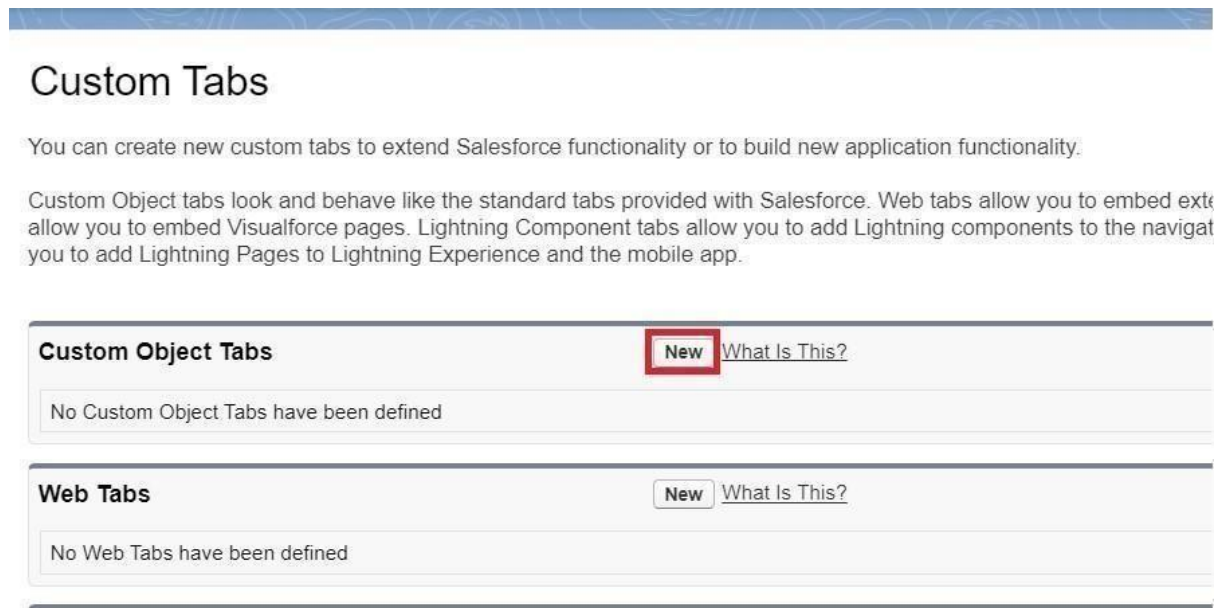 Custom Tabs
You can create new custom tabs to extend Salesforce functionality or to build new application functionality.
Custom Object tabs look and behave like the standard tabs provided with Salesforce. Web tabs allow you to embed
allow you to embed Visualforce pages. Lightning Component tabs allow you to add Lightning components to the
you to add Lightning Pages to Lightning Experience and the mobile app.
Custom Object Tabs New What Is This?
No Custom Object Tabs have been defined
Web Tabs New What Is This?
No Web Tabs have been defined